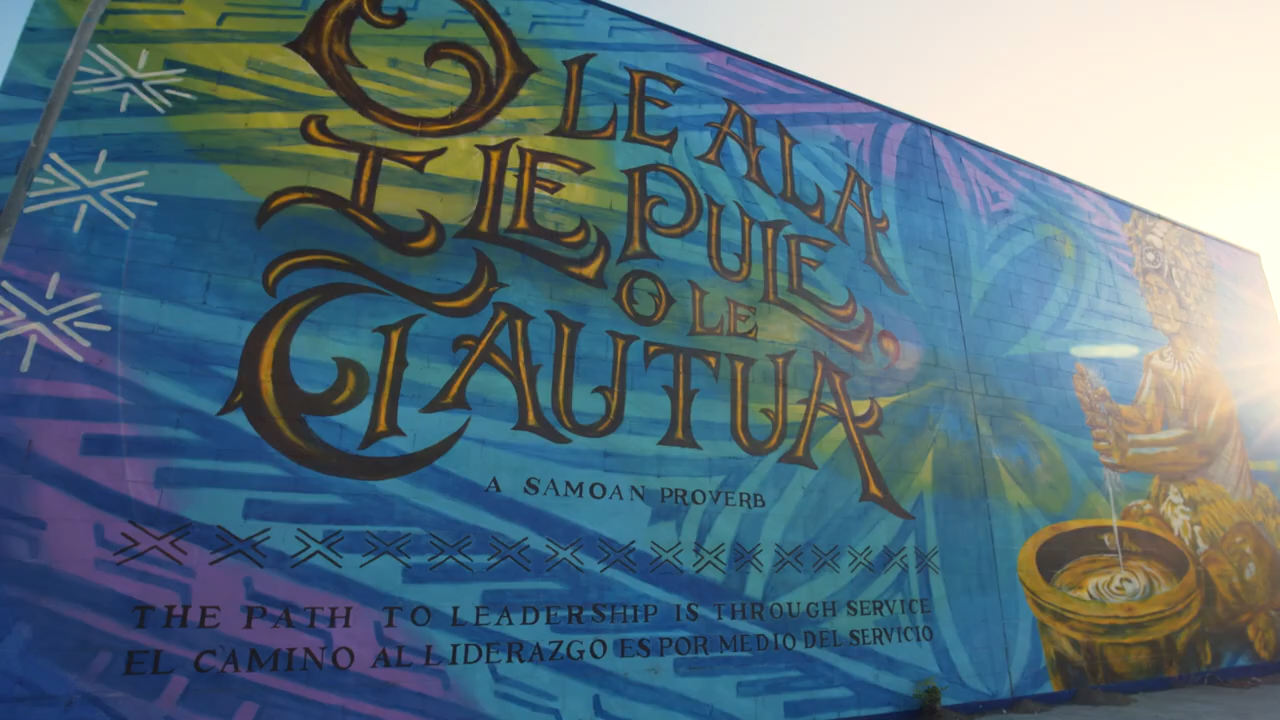 O LE ALA
I LE PULE,
O LE
TAUTUA
A SAMOAN PROVERB
THE PATH TO LEADERSHIP IS THROUGH SERVICE
EL CAMINO AL LIDERAZGO ES POR MEDIO DEL SERVICIO